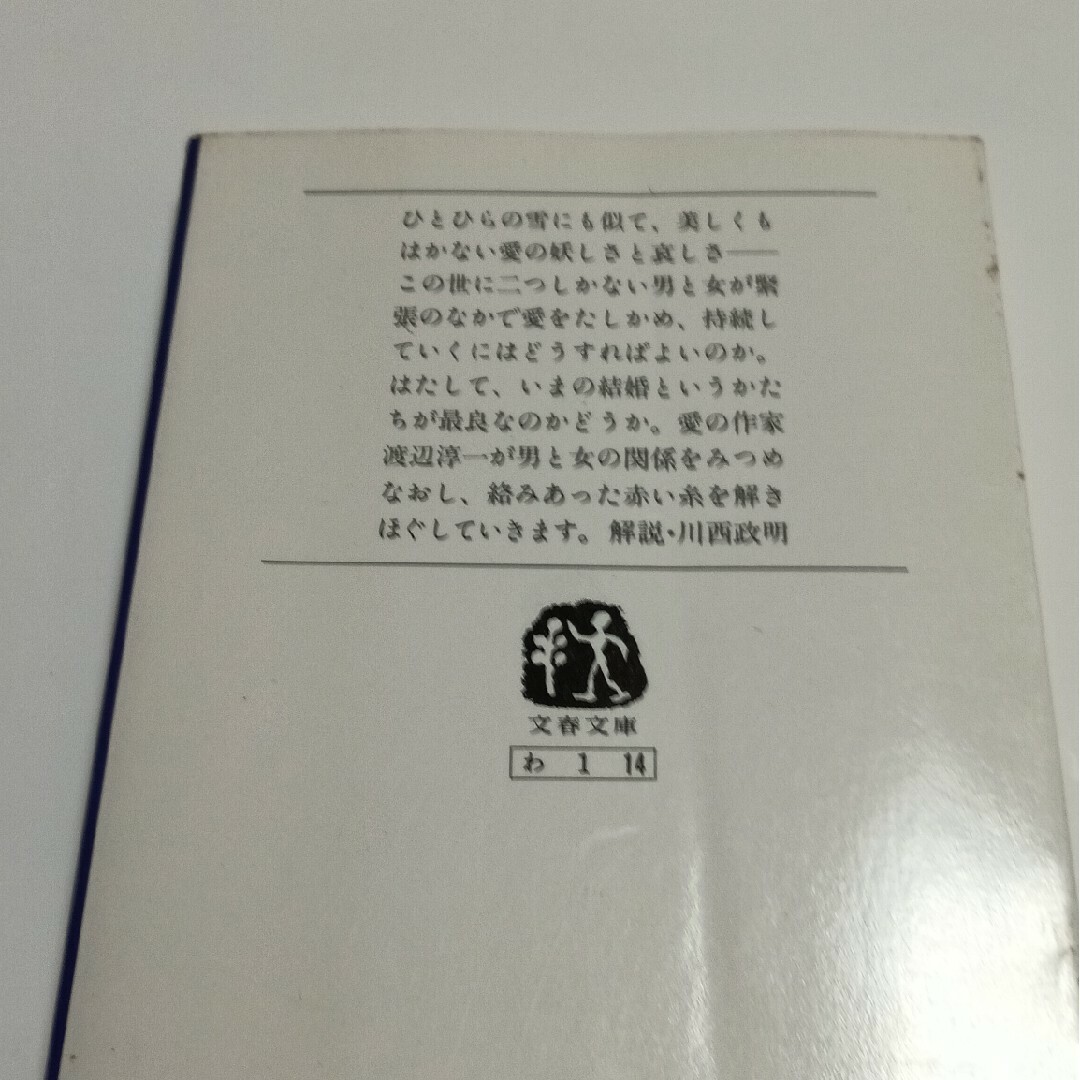 ひとひらの雪にも似て、美しくも
はかない愛の妖しさと哀しさ――
この世に二つしかない男と女が緊
張のなかで愛をたしかめ、持続し
ていくにはどうすればよいのか。
はたして、いまの結婚というかた
ちが最良なのかどうか。愛の作家
渡辺淳一が男と女の関係をみつめ
なおし、絡みあった赤い糸を解き
ほぐしていきます。 解説・川西政明
文春文庫
わ 1 14